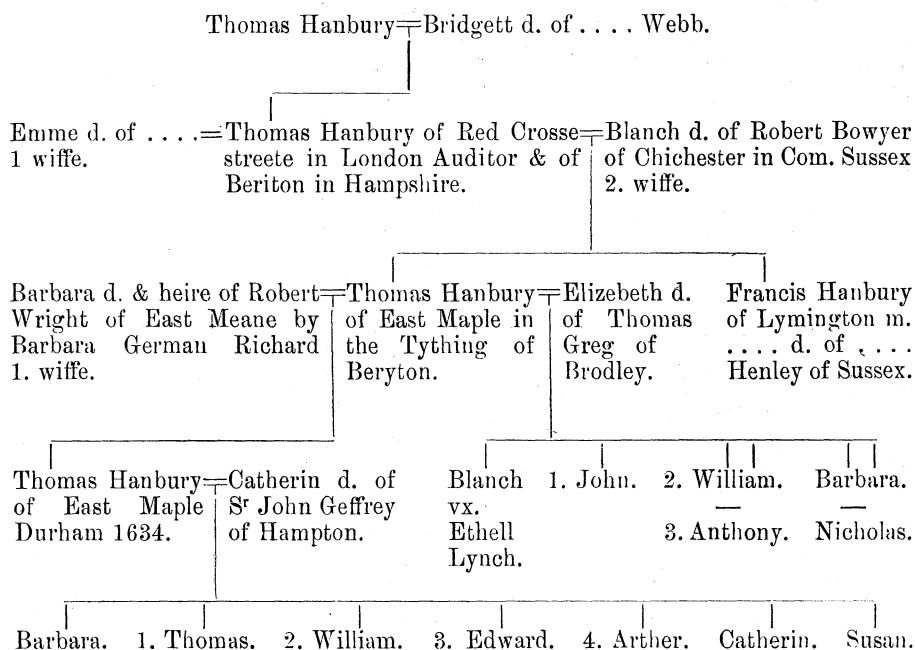 Thomas Hanbury=Bridgett d. of . . . . Webb.
Emme d. of . . . .=Thomas Hanbury of Red Crosse=Blanch d. of Robert Bowyer
1 wiffe. streete in London Auditor & of of Chichester in Com. Sussex
Beriton in Hampshire. 2. wiffe.
Barbara d. & heire of Robert=Thomas Hanbury=Elizebeth d. Francis Hanbury
Wright of East Meane by of East Maple in of Thomas of Lymington m.
Barbara German Richard the Tything of Greg of . . . . d. of . . . .
1. wiffe. Beryton. Brodley. Henley of Sussex.
Thomas Hanbury=Catherin d. of Blanch 1. John. 2. William. Barbara.
of East Maple Sr John Geffrey vx. — —
Durham 1634. of Hampton. Ethell 3. Anthony. Nicholas.
Lynch.
Barbara. 1. Thomas. 2. William. 3. Edward. 4. Arther. Catherin. Susan.